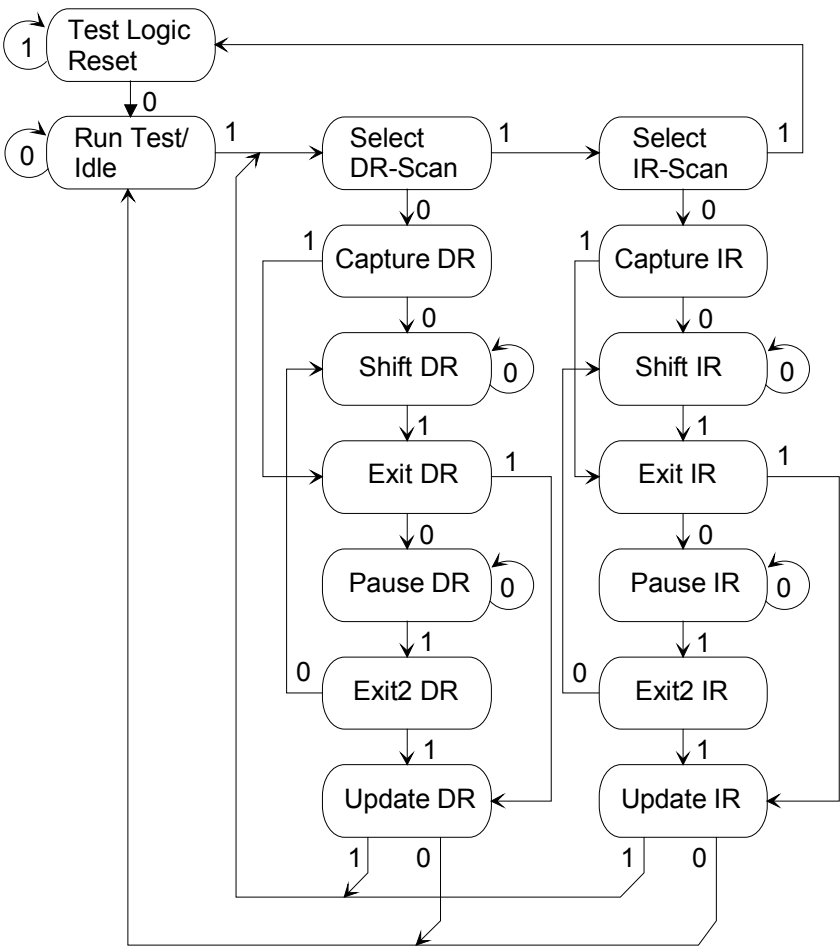 Test Logic
Reset
1
0
Run Test/
Idle
0
1
Select
DR-Scan
1
Select
IR-Scan
1
0
0
1
Capture DR
1
Capture IR
0
0
Shift DR
0
Shift IR
0
1
1
Exit DR
1
Exit IR
1
0
0
Pause DR
0
Pause IR
0
1
1
0
Exit2 DR
0
Exit2 IR
1
1
Update DR
Update IR
1
0
1
0